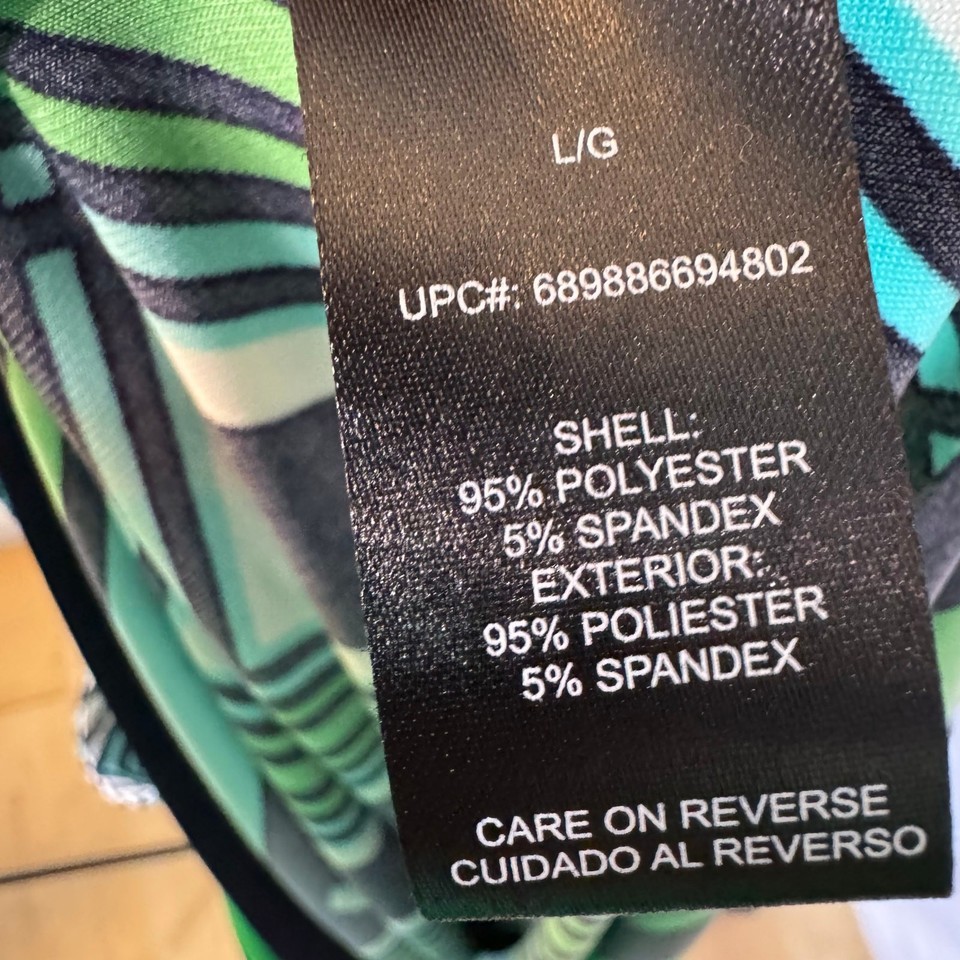 L/G
UPC#: 689886694802
SHELL:
95% POLYESTER
5% SPANDEX
EXTERIOR:
95% POLIESTER
5% SPANDEX
CARE ON REVERSE
CUIDADO AL REVERSO